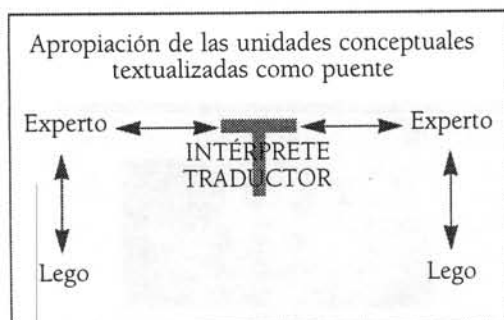 Apropiación de las unidades conceptuales
textualizadas como puente
Experto
Experto
INTÉRPRETE
TRADUCTOR
Lego
Lego